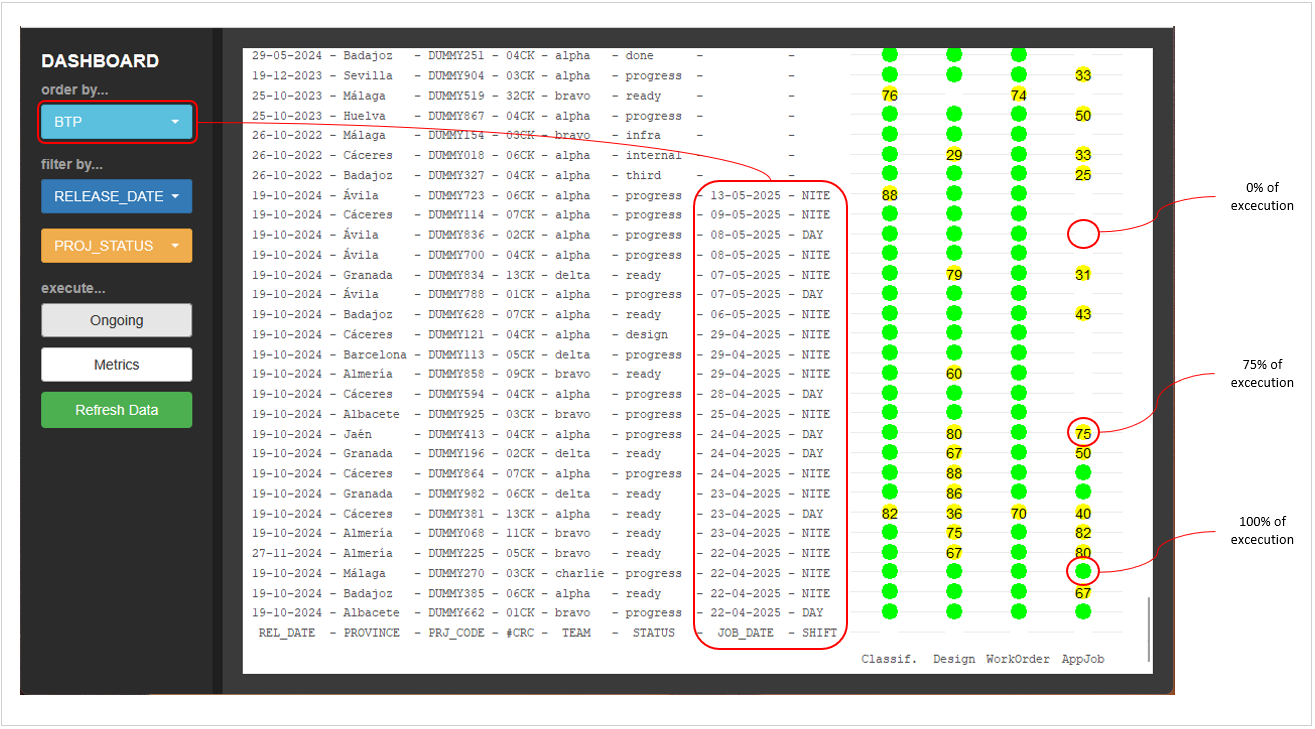 DASHBOARD
order by...
BTP
filter by...
RELEASE_DATE
PROJ_STATUS
execute...
Ongoing
Metrics
Refresh Data
29-05-2024 - Badajoz - DUMMY251 - 04CK - alpha - done - -
19-12-2023 - Sevilla - DUMMY904 - 03CK - alpha - progress - - 33
25-10-2023 - Málaga - DUMMY519 - 32CK - bravo - ready - - 76 74
25-10-2023 - Huelva - DUMMY867 - 04CK - alpha - progress - - 50
26-10-2022 - Málaga - DUMMY154 - 03CK - bravo - infra - -
26-10-2022 - Cáceres - DUMMY018 - 06CK - alpha - internal - - 29 33
26-10-2022 - Badajoz - DUMMY327 - 04CK - alpha - third - - 25
19-10-2024 - Ávila - DUMMY723 - 06CK - alpha - progress - 13-05-2025 - NITE 88
19-10-2024 - Cáceres - DUMMY114 - 07CK - alpha - progress - 09-05-2025 - NITE
19-10-2024 - Ávila - DUMMY836 - 02CK - alpha - progress - 08-05-2025 - DAY
19-10-2024 - Ávila - DUMMY700 - 04CK - alpha - progress - 08-05-2025 - NITE
19-10-2024 - Granada - DUMMY834 - 13CK - delta - ready - 07-05-2025 - NITE 79 31
19-10-2024 - Ávila - DUMMY788 - 01CK - alpha - progress - 07-05-2025 - DAY
19-10-2024 - Badajoz - DUMMY628 - 07CK - alpha - ready - 06-05-2025 - NITE 43
19-10-2024 - Cáceres - DUMMY121 - 04CK - alpha - design - 29-04-2025 - NITE
19-10-2024 - Barcelona - DUMMY113 - 05CK - delta - progress - 29-04-2025 - NITE
19-10-2024 - Almería - DUMMY858 - 09CK - bravo - ready - 29-04-2025 - NITE 60
19-10-2024 - Cáceres - DUMMY594 - 04CK - alpha - progress - 28-04-2025 - DAY
19-10-2024 - Albacete - DUMMY925 - 03CK - bravo - progress - 25-04-2025 - NITE
19-10-2024 - Jaén - DUMMY413 - 04CK - alpha - progress - 24-04-2025 - DAY 80 75
19-10-2024 - Granada - DUMMY196 - 02CK - delta - ready - 24-04-2025 - DAY 67 50
19-10-2024 - Cáceres - DUMMY864 - 07CK - alpha - progress - 24-04-2025 - NITE 88
19-10-2024 - Granada - DUMMY982 - 06CK - delta - ready - 23-04-2025 - NITE 86
19-10-2024 - Cáceres - DUMMY381 - 13CK - alpha - ready - 23-04-2025 - DAY 82 36 70 40
19-10-2024 - Almería - DUMMY068 - 11CK - bravo - ready - 23-04-2025 - NITE 75 82
27-11-2024 - Almería - DUMMY225 - 05CK - bravo - ready - 22-04-2025 - NITE 67 80
19-10-2024 - Málaga - DUMMY270 - 03CK - charlie - progress - 22-04-2025 - NITE
19-10-2024 - Badajoz - DUMMY385 - 06CK - alpha - ready - 22-04-2025 - NITE 67
19-10-2024 - Albacete - DUMMY662 - 01CK - bravo - progress - 22-04-2025 - DAY
REL_DATE - PROVINCE - PRJ_CODE - #CRC - TEAM - STATUS - JOB_DATE - SHIFT
Classif. Design WorkOrder AppJob
0% of
excecution
75% of
excecution
100% of
excecution